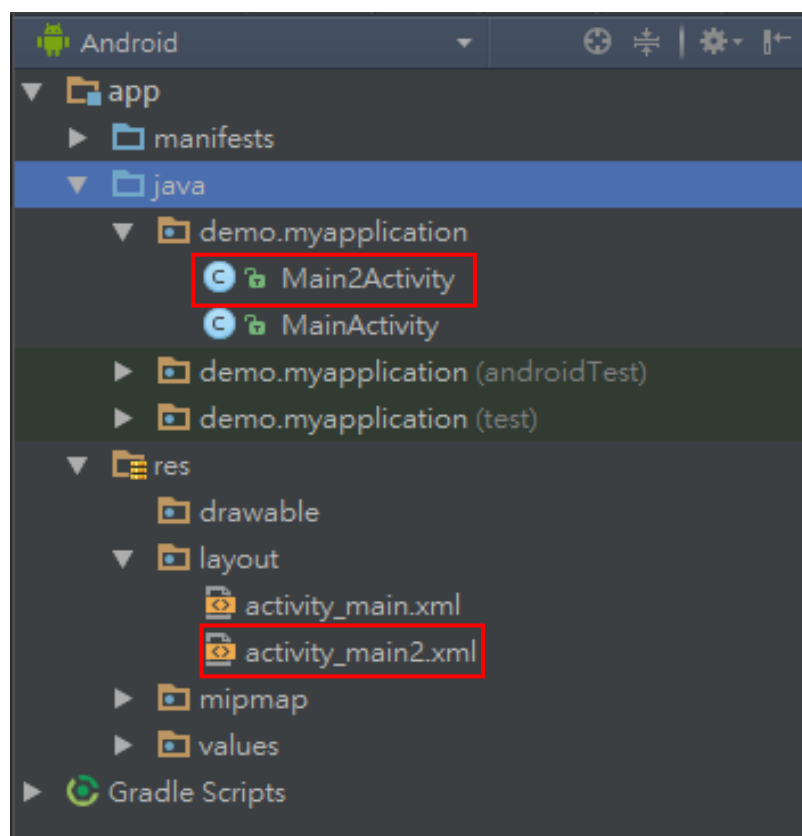 Android
app
manifests
java
demo.myapplication
Main2Activity
MainActivity
demo.myapplication (androidTest)
demo.myapplication (test)
res
drawable
layout
activity_main.xml
activity_main2.xml
mipmap
values
Gradle Scripts